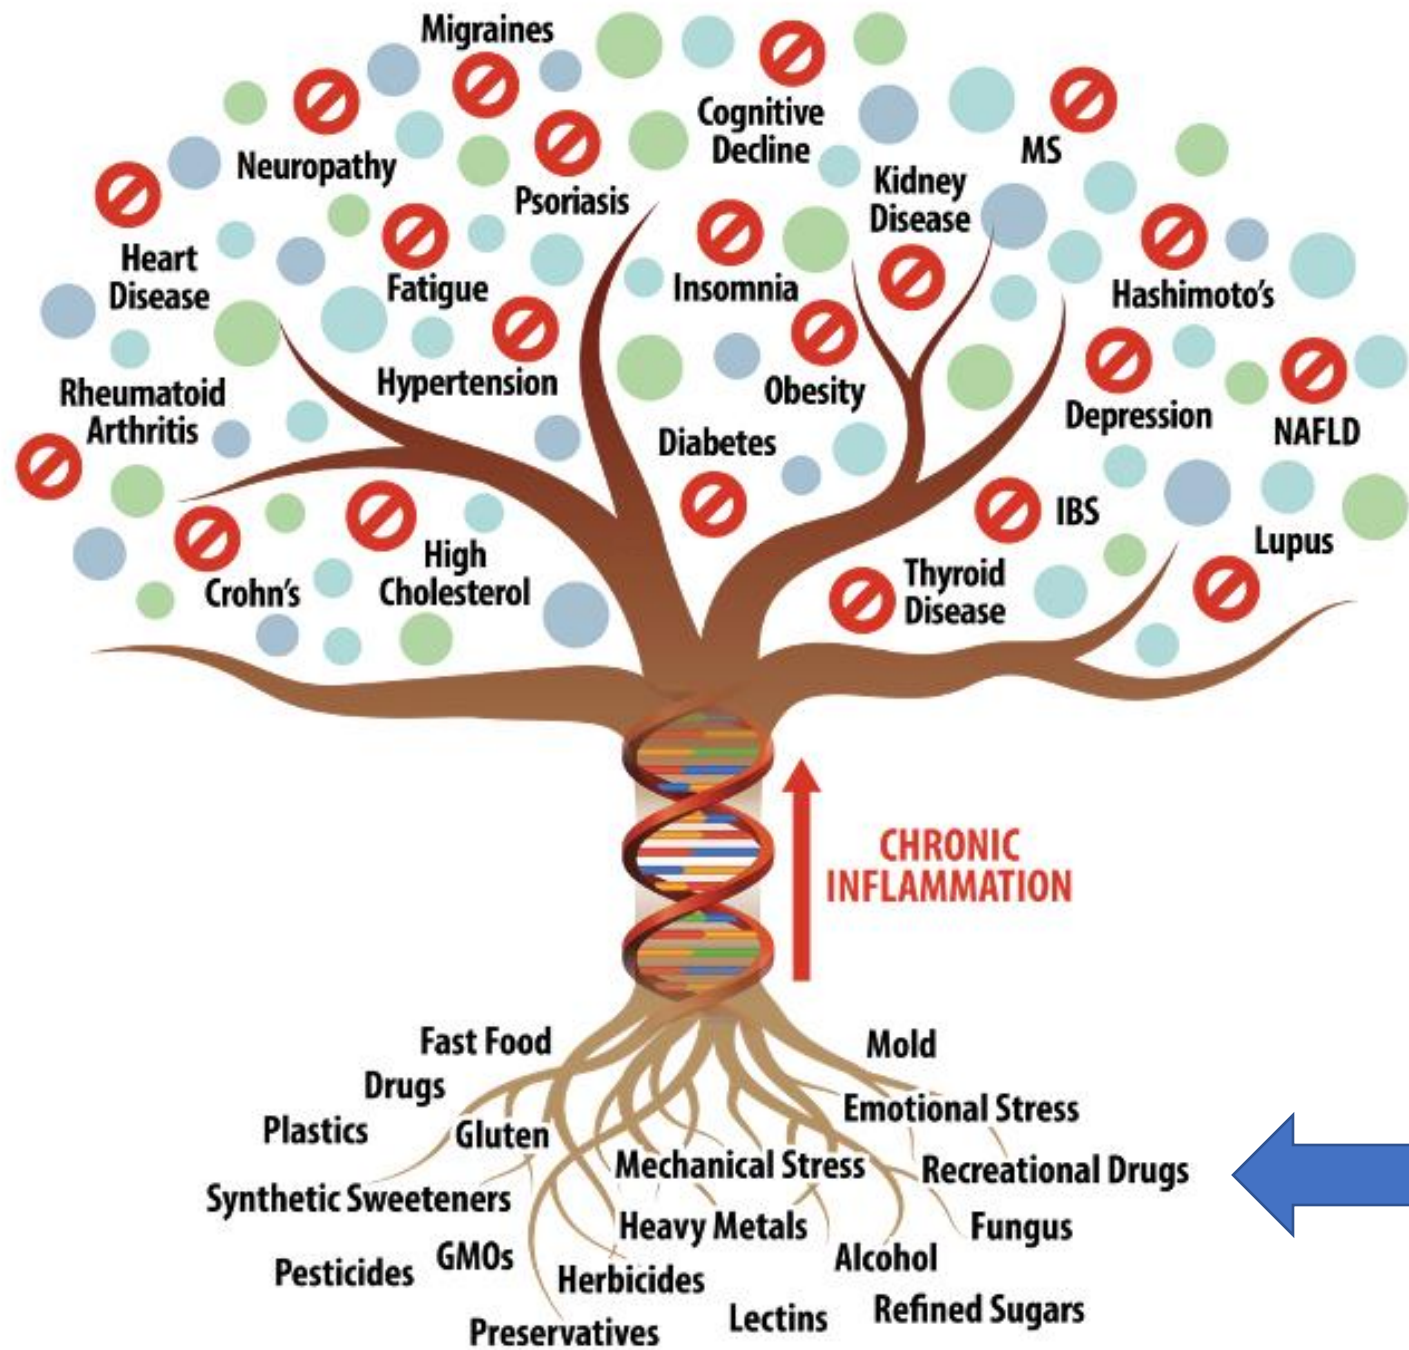 Migraines
Cognitive
Decline
MS
Neuropathy
Psoriasis
Kidney
Disease
Heart
Disease
Fatigue
Insomnia
Hashimoto's
Hypertension
Obesity
Rheumatoid
Arthritis
Diabetes
Depression
NAFLD
IBS
Lupus
Crohn's
High
Cholesterol
Thyroid
Disease
CHRONIC
INFLAMMATION
Fast Food
Mold
Drugs
Emotional Stress
Plastics
Gluten
Mechanical Stress
Recreational Drugs
Synthetic Sweeteners
Heavy Metals
Fungus
GMOs
Alcohol
Pesticides
Herbicides
Lectins
Refined Sugars
Preservatives